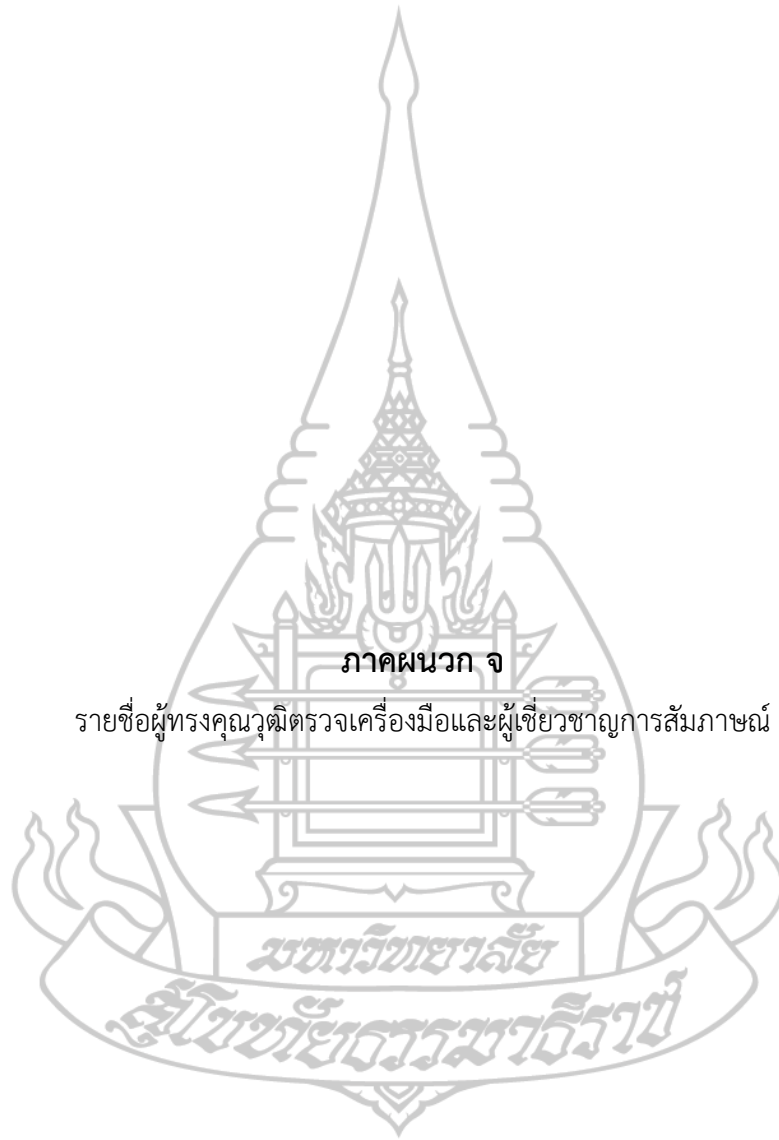 ภาคผนวก จ
รายชื่อผู้ทรงคุณวุฒิตรวจเครื่องมือและผู้เชี่ยวชาญการสัมภาษณ์
มหาวิทยาลัย
สุโขทัยธรรมาธิราช